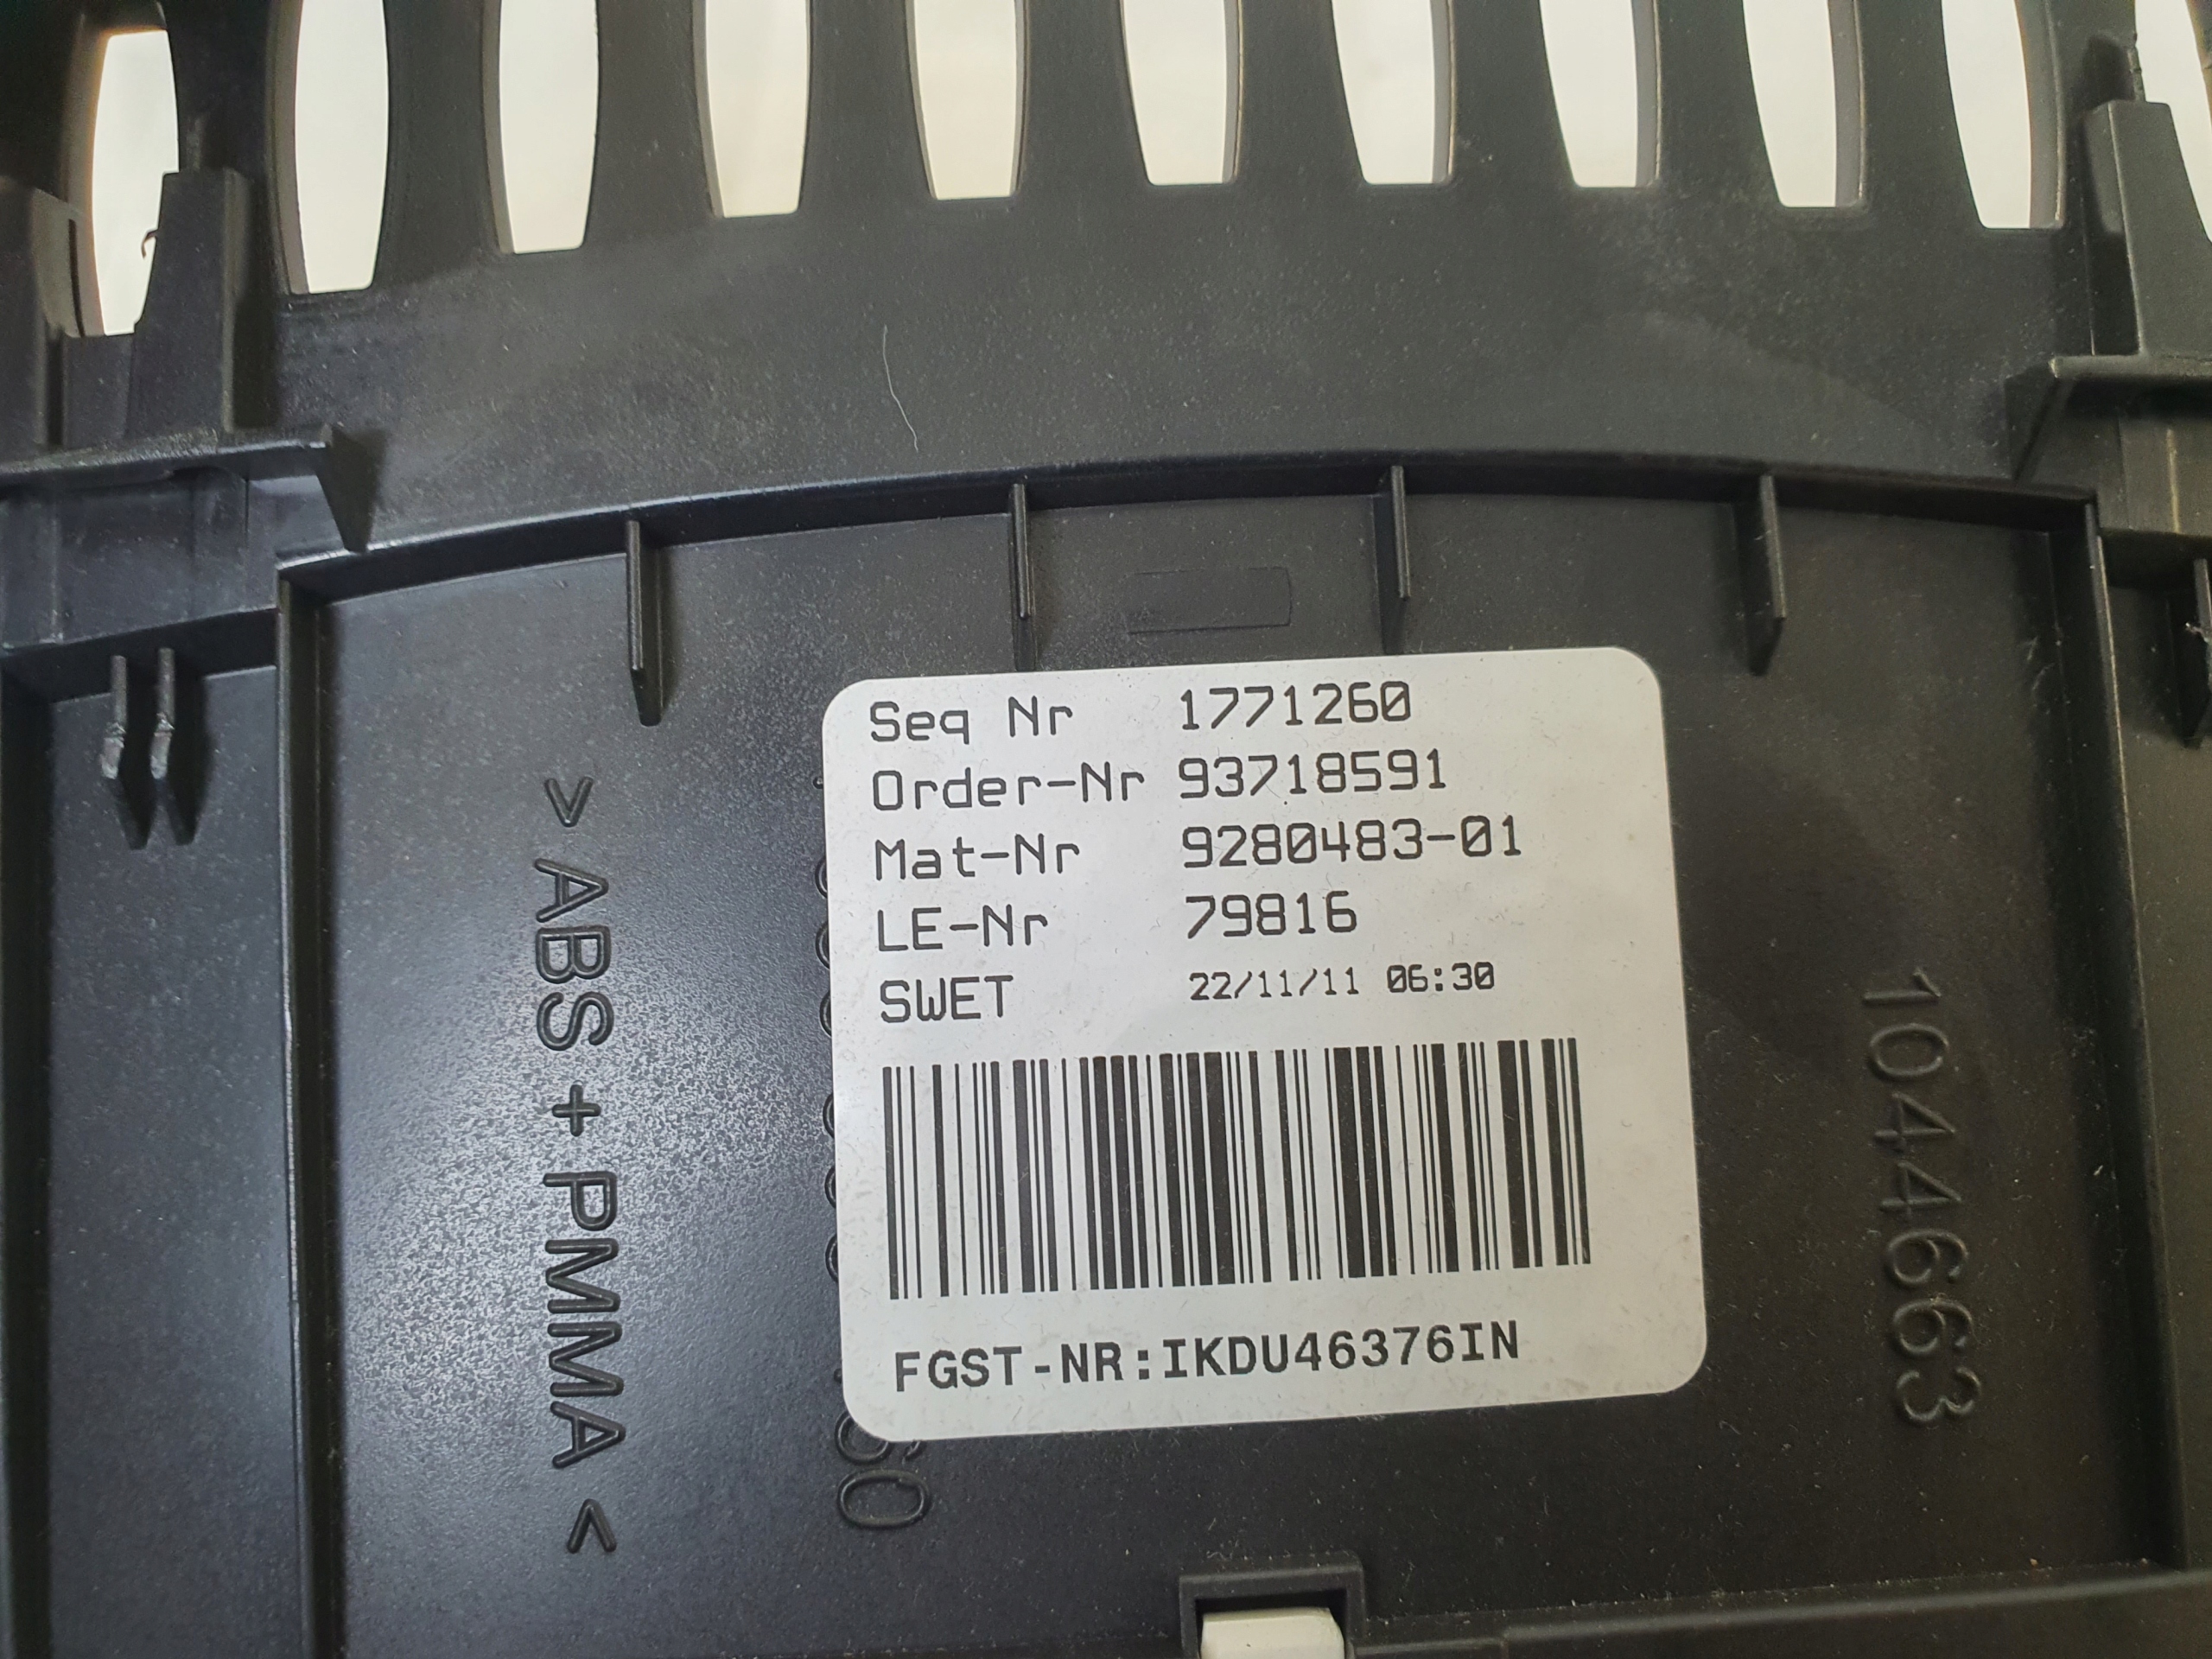 Seq Nr 1771260
Order-Nr 93718591
Mat-Nr 9280483-01
LE-Nr 79816
SWET 22/11/11 06:30
FGST-NR:IKDU46376IN
>ABS+PMMA<
1044663